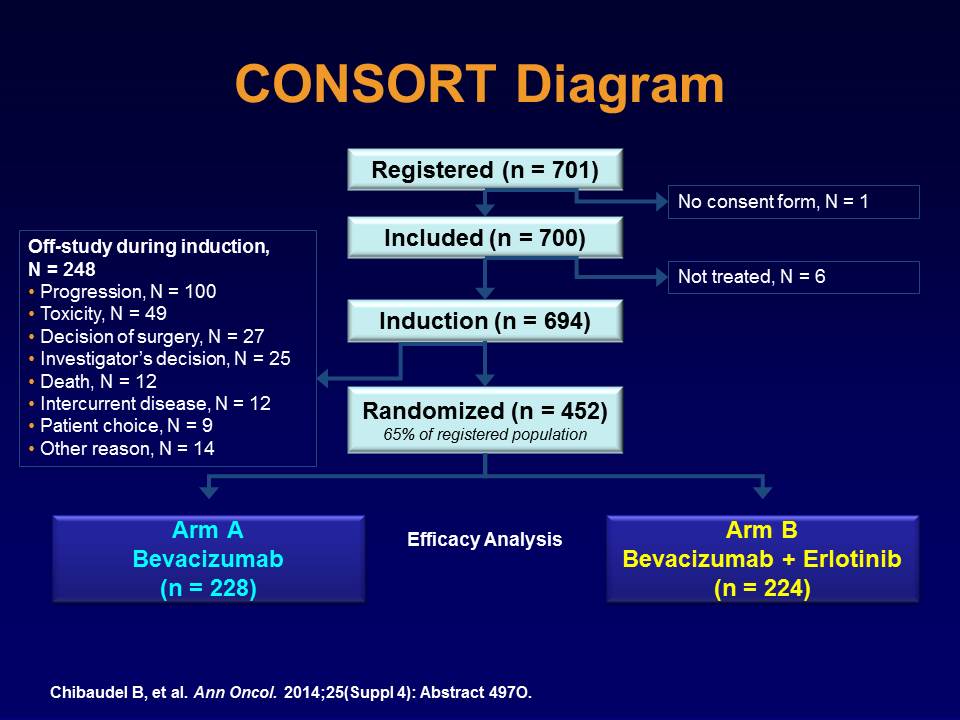 CONSORT Diagram
Registered (n = 701)
No consent form, N = 1
Included (n = 700)
Not treated, N = 6
Off-study during induction,
N = 248
• Progression, N = 100
• Toxicity, N = 49
• Decision of surgery, N = 27
• Investigator’s decision, N = 25
• Death, N = 12
• Intercurrent disease, N = 12
• Patient choice, N = 9
• Other reason, N = 14
Induction (n = 694)
Randomized (n = 452)
65% of registered population
Arm A
Bevacizumab
(n = 228)
Efficacy Analysis
Arm B
Bevacizumab + Erlotinib
(n = 224)
Chibaudel B, et al. Ann Oncol. 2014;25(Suppl 4): Abstract 497O.